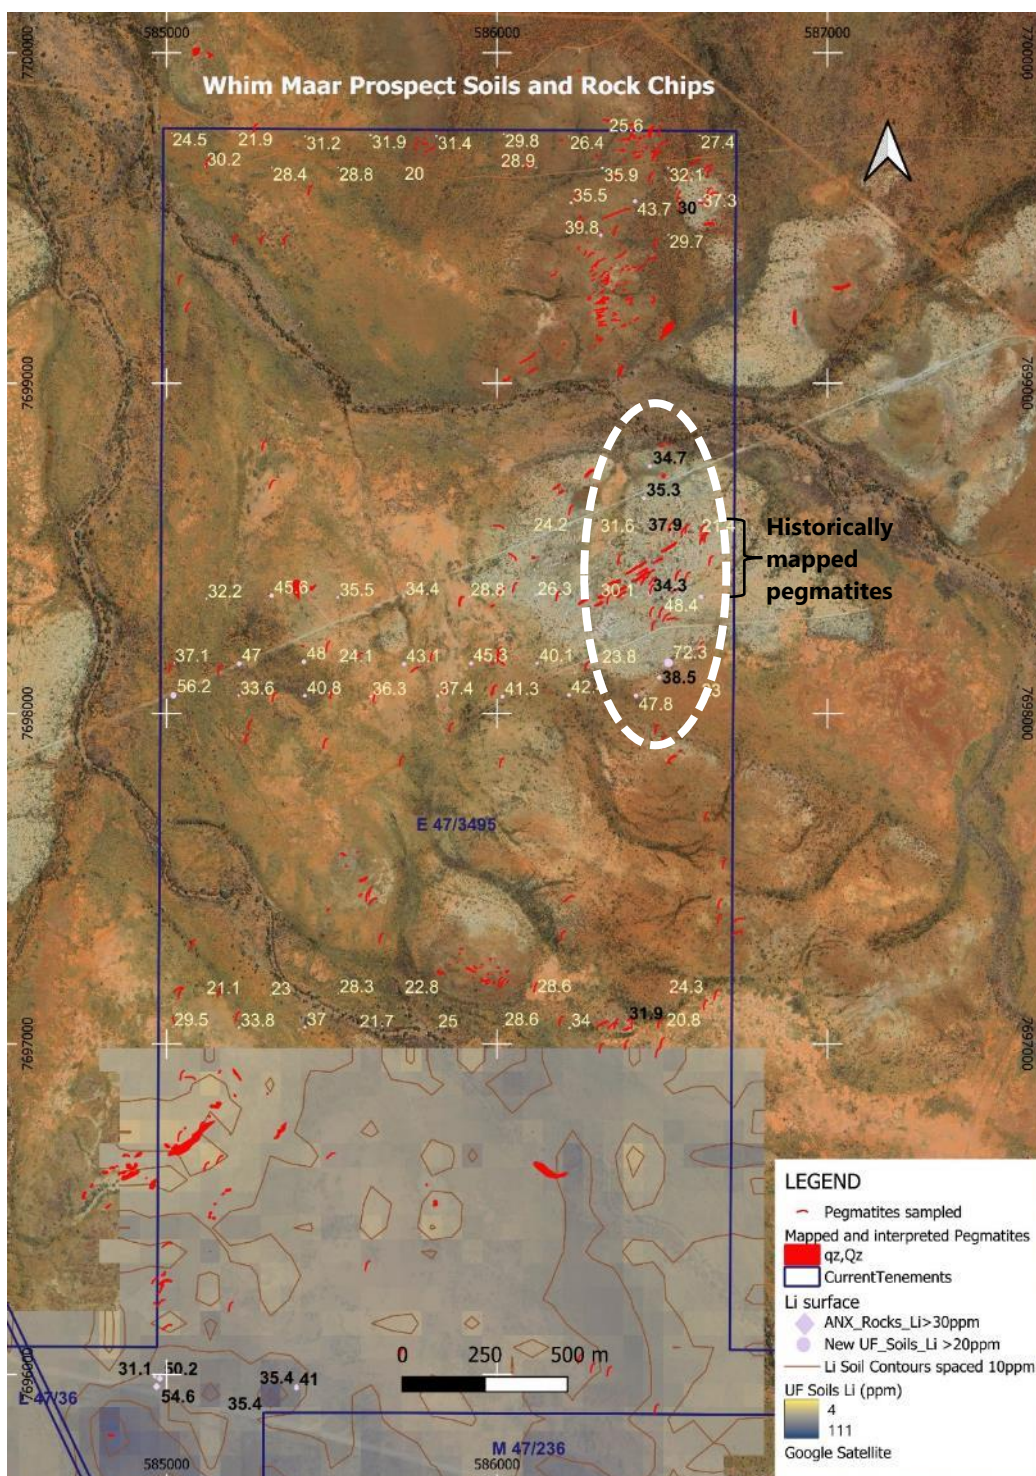 585000 586000 587000
7700000 7700000
Whim Maar Prospect Soils and Rock Chips
25.6
24.5 21.9 31.2 31.9 31.4 29.8 26.4 27.4
30.2 28.9
28.4 28.8 20 35.9 32.1
35.5 43.7 30 37.3
39.8 29.7
7699000 7699000
34.7
35.3
24.2 31.6 37.9
Historically
mapped
pegmatites
32.2 45.6 35.5 34.4 28.8 26.3 30.1 34.3
48.4
37.1 47 48 24.1 43.1 45.3 40.1 23.8 72.3
38.5
56.2 33.6 40.8 36.3 37.4 41.3 47.8
7698000 7698000
E 47/3495
21.1 23 28.3 22.8 28.6 24.3
29.5 33.8 37 21.7 25 28.6 34 31.9 20.8
7697000 7697000
LEGEND
Pegmatites sampled
Mapped and interpreted Pegmatites
qz,Qz
CurrentTenements
Li surface
ANX_Rocks_Li>30ppm
New UF_Soils_Li >20ppm
Li Soil Contours spaced 10ppm
UF Soils Li (ppm)
4
111
Google Satellite
0 250 500 m
7696000
31.1 50.2 35.4 41
54.6 35.4
E 47/36
M 47/236
585000 586000